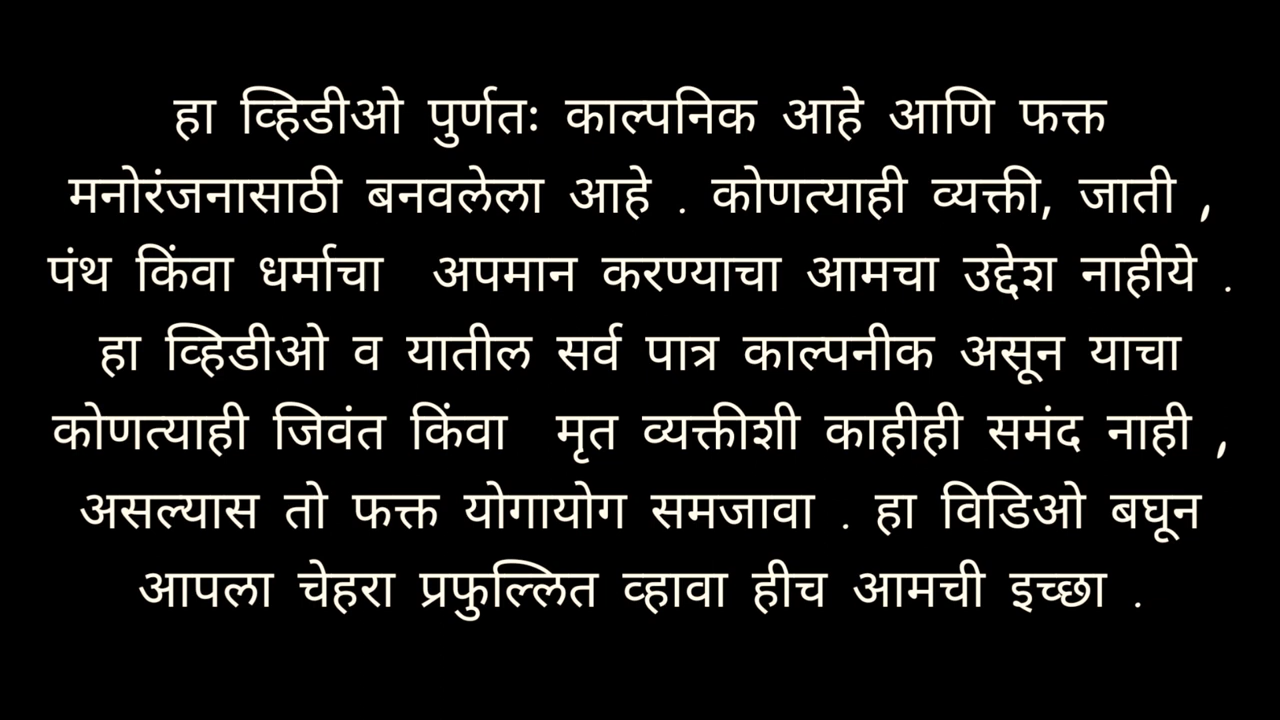 हा व्हिडीओ पुर्णतः काल्पनिक आहे आणि फक्त
मनोरंजनासाठी बनवलेला आहे . कोणत्याही व्यक्ती, जाती ,
पंथ किंवा धर्माचा अपमान करण्याचा आमचा उद्देश नाहीये .
हा व्हिडीओ व यातील सर्व पात्र काल्पनीक असून याचा
कोणत्याही जिवंत किंवा मृत व्यक्तीशी काहीही समंद नाही ,
असल्यास तो फक्त योगायोग समजावा . हा विडिओ बघून
आपला चेहरा प्रफुल्लित व्हावा हीच आमची इच्छा .